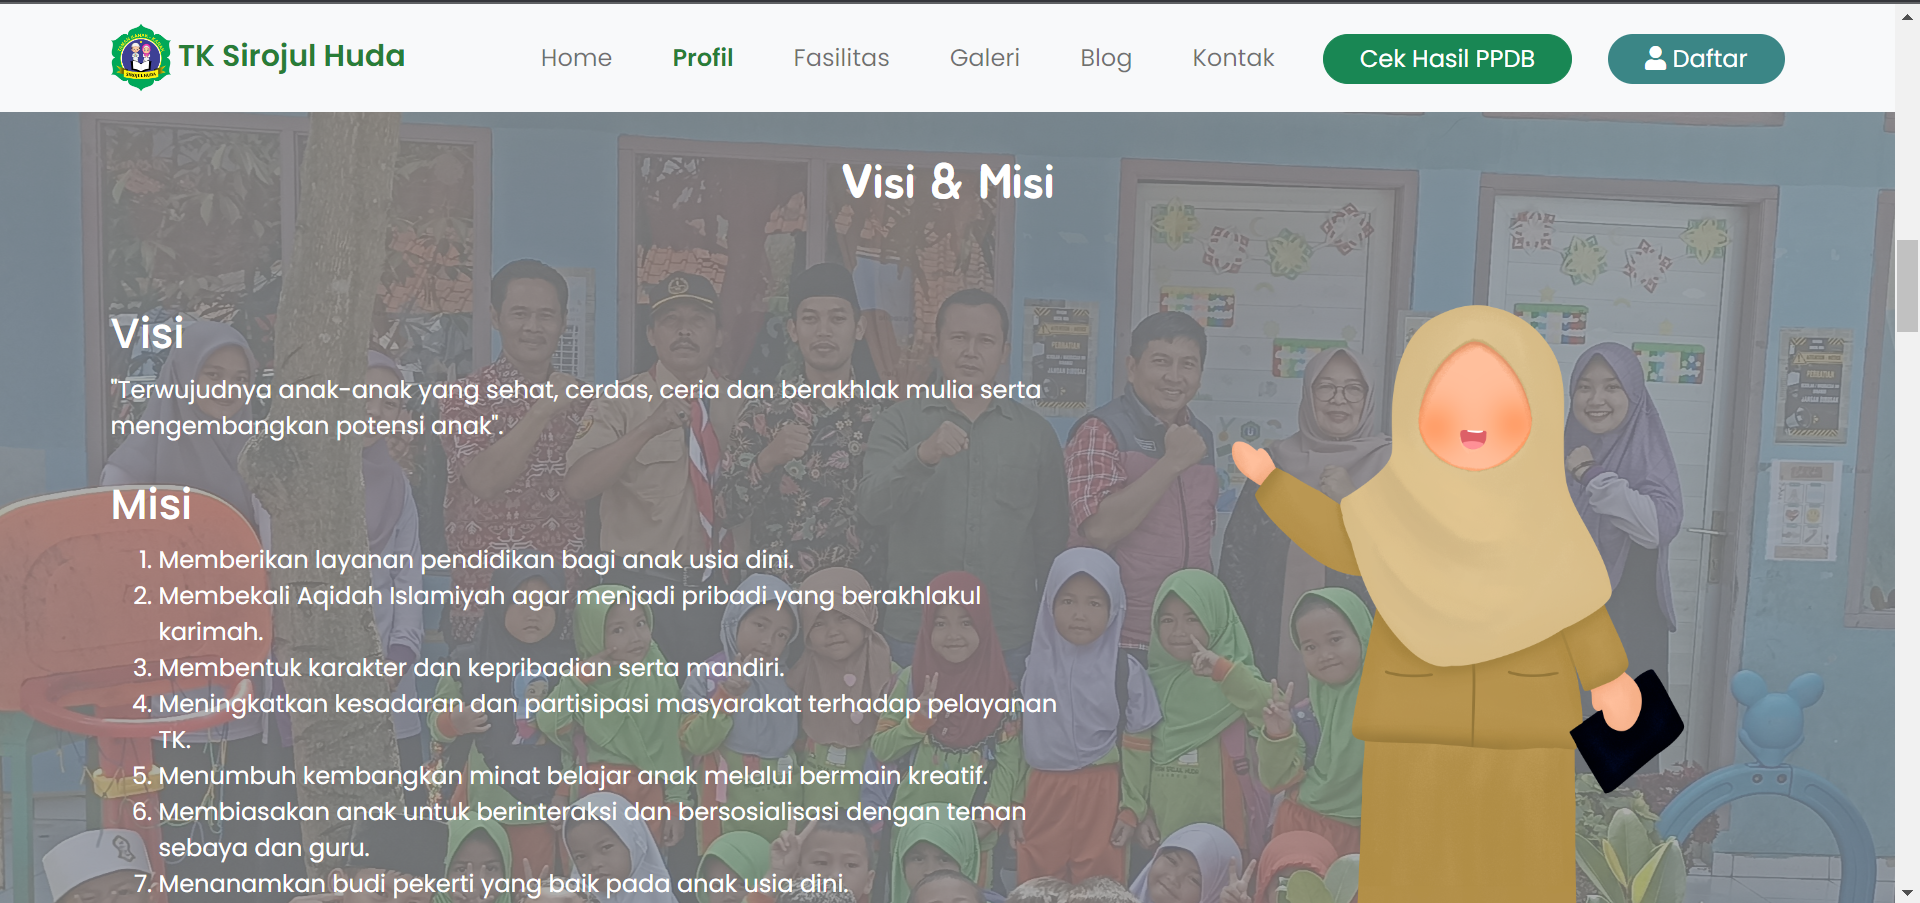 TK Sirojul Huda
Home
Profil
Fasilitas
Galeri
Blog
Kontak
Cek Hasil PPDB
Daftar
Visi & Misi
Visi
"Terwujudnya anak-anak yang sehat, cerdas, ceria dan berakhlak mulia serta
mengembangkan potensi anak".
Misi
1. Memberikan layanan pendidikan bagi anak usia dini.
2. Membekali Aqidah Islamiyah agar menjadi pribadi yang berakhlakul
karimah.
3. Membentuk karakter dan kepribadian serta mandiri.
4. Meningkatkan kesadaran dan partisipasi masyarakat terhadap pelayanan
TK.
5. Menumbuh kembangkan minat belajar anak melalui bermain kreatif.
6. Membiasakan anak untuk berinteraksi dan bersosialisasi dengan teman
sebaya dan guru.
7. Menanamkan budi pekerti yang baik pada anak usia dini.
PERHATIAN
PERHATIAN